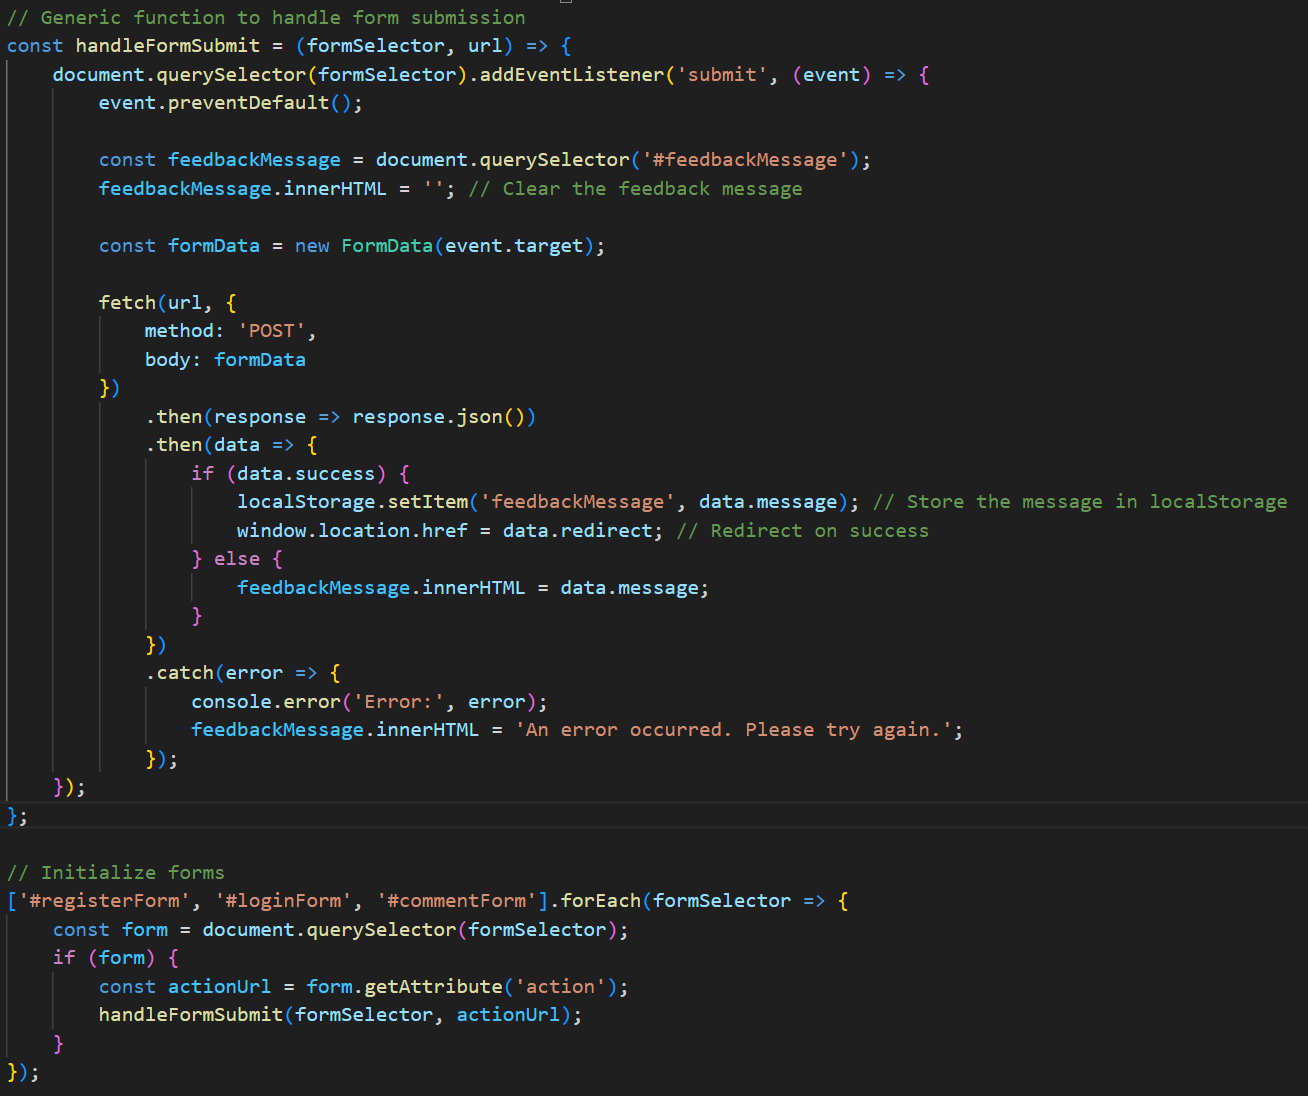 // Generic function to handle form submission
const handleFormSubmit = (formSelector, url) => {
    document.querySelector(formSelector).addEventListener('submit', (event) => {
        event.preventDefault();

        const feedbackMessage = document.querySelector('#feedbackMessage');
        feedbackMessage.innerHTML = ''; // Clear the feedback message

        const formData = new FormData(event.target);

        fetch(url, {
            method: 'POST',
            body: formData
        })
            .then(response => response.json())
            .then(data => {
                if (data.success) {
                    localStorage.setItem('feedbackMessage', data.message); // Store the message in localStorage
                    window.location.href = data.redirect; // Redirect on success
                } else {
                    feedbackMessage.innerHTML = data.message;
                }
            })
            .catch(error => {
                console.error('Error:', error);
                feedbackMessage.innerHTML = 'An error occurred. Please try again.';
            });
    });
};

// Initialize forms
['#registerForm', '#loginForm', '#commentForm'].forEach(formSelector => {
    const form = document.querySelector(formSelector);
    if (form) {
        const actionUrl = form.getAttribute('action');
        handleFormSubmit(formSelector, actionUrl);
    }
});